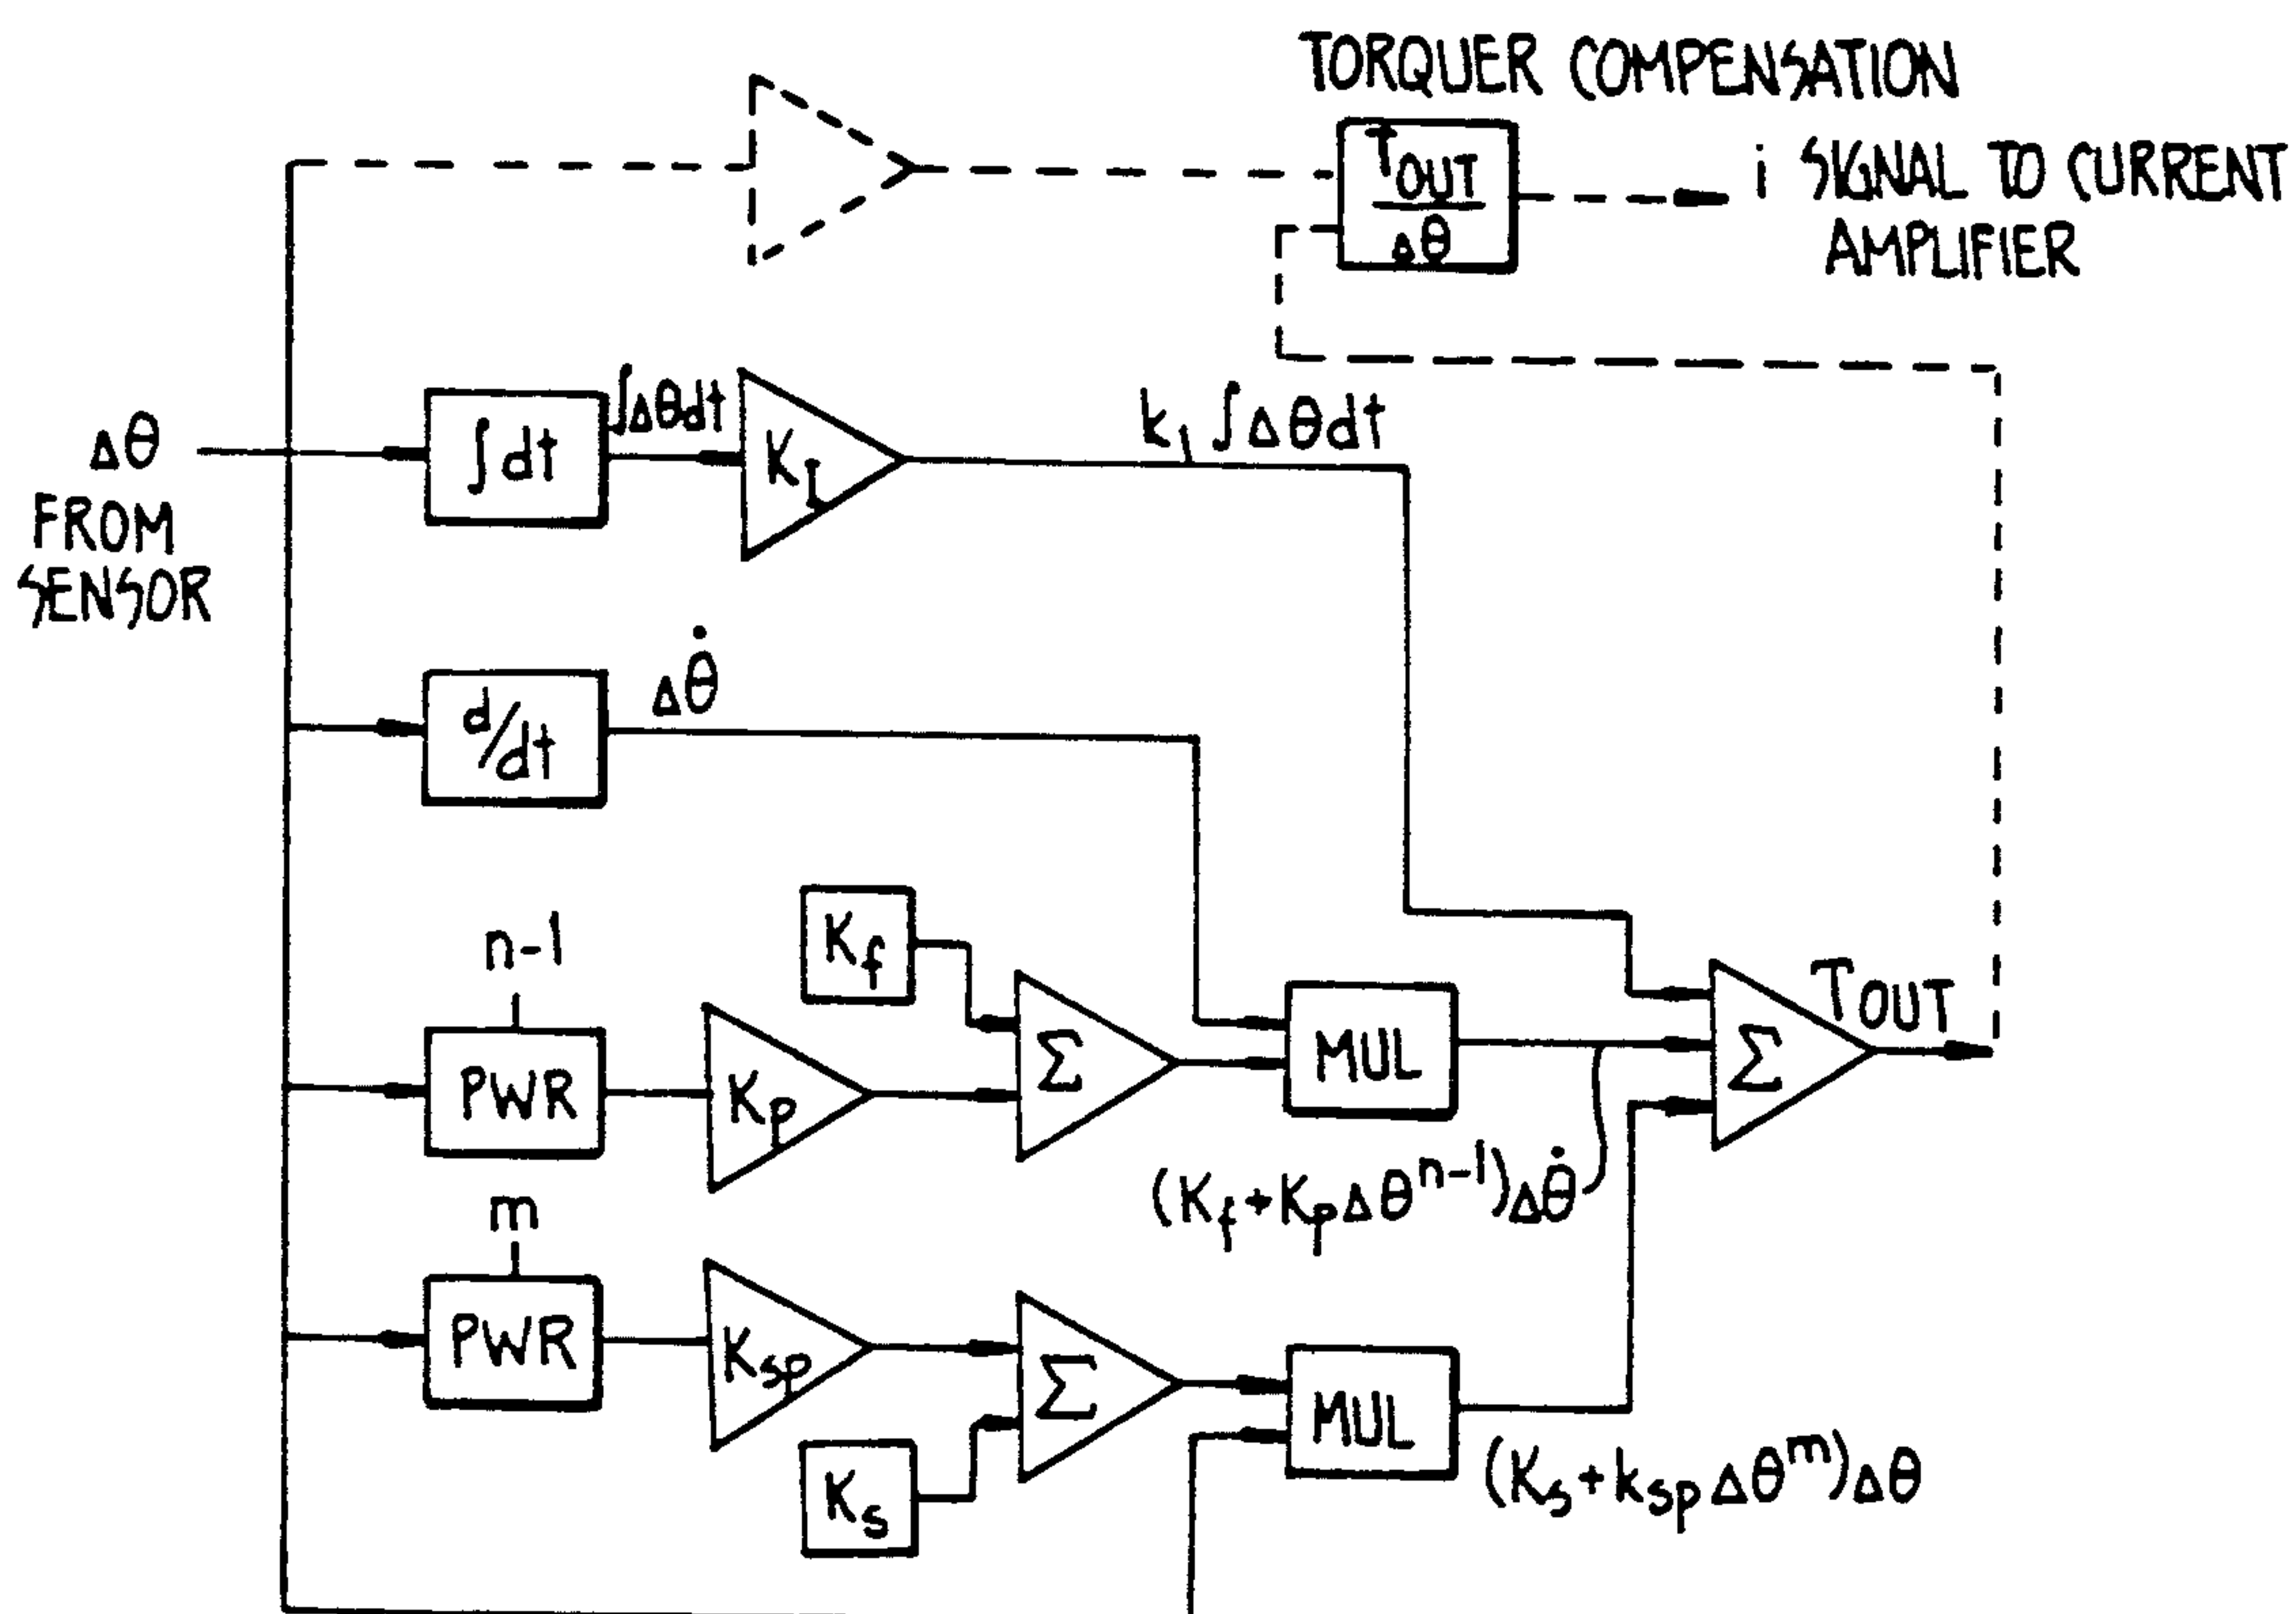 TORQUER COMPENSATION
T_OUT
Δθ
i SIGNAL TO CURRENT
AMPLIFIER
Δθ
FROM
SENSOR
∫dt
∫Δθdt
K_I
k_1∫Δθdt
d/dt
Δθ̇
n-1
PWR
K_p
K_f
Σ
MUL
(K_f+K_pΔθ^{n-1})Δθ̇
Σ
T_OUT
m
PWR
K_sp
K_s
Σ
MUL
(K_s+k_spΔθ^m)Δθ